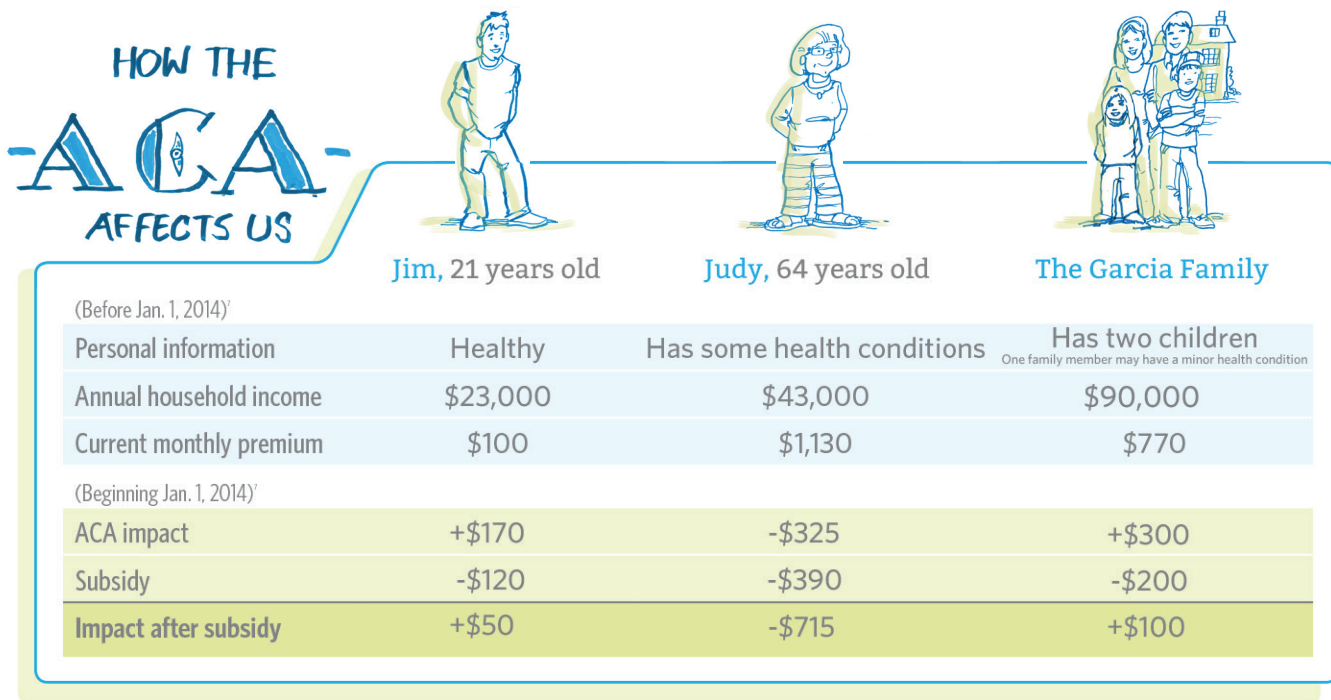 HOW THE
-ACA-
AFFECTS US
Jim, 21 years old Judy, 64 years old The Garcia Family
(Before Jan. 1, 2014)⁷
Personal information Healthy Has some health conditions Has two children
One family member may have a minor health condition
Annual household income $23,000 $43,000 $90,000
Current monthly premium $100 $1,130 $770
(Beginning Jan. 1, 2014)⁷
ACA impact +$170 -$325 +$300
Subsidy -$120 -$390 -$200
Impact after subsidy +$50 -$715 +$100